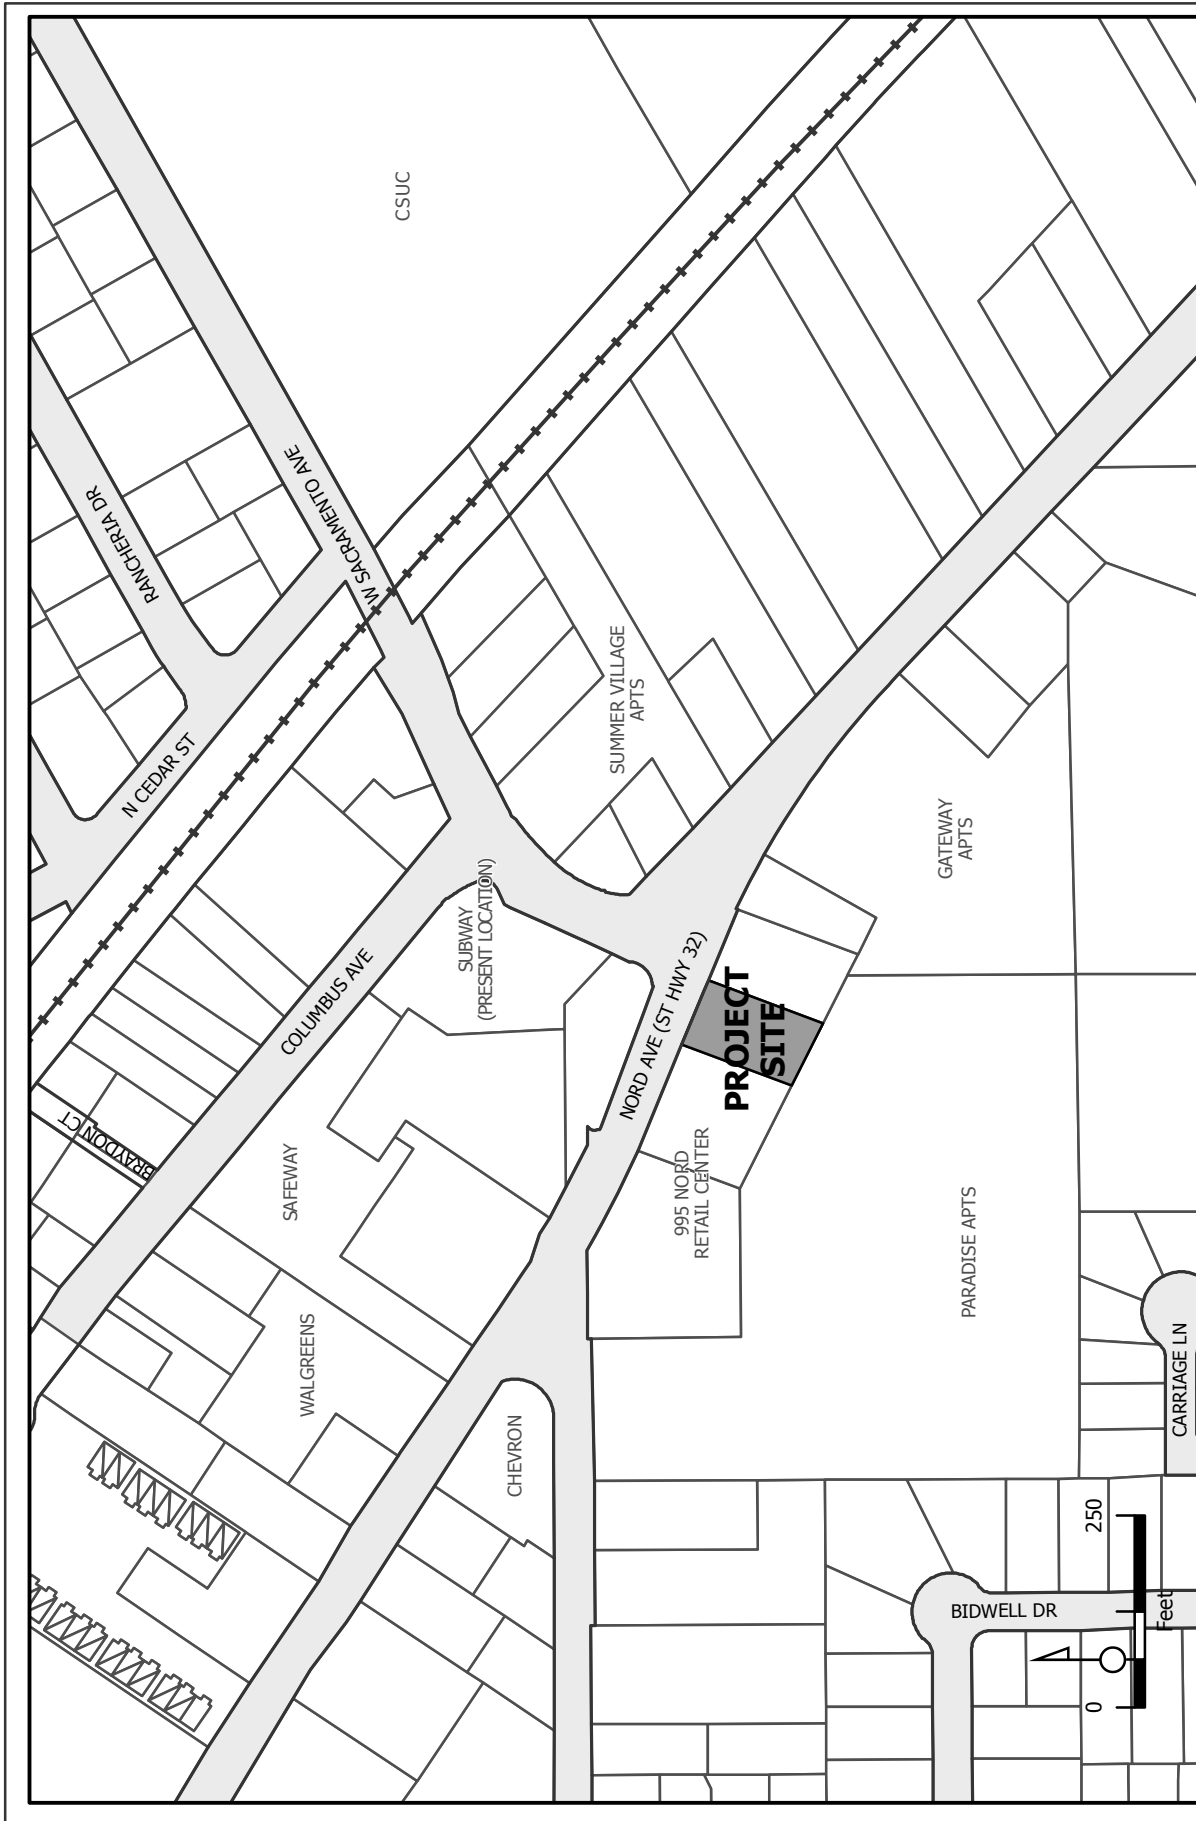 CSUC
RANCHERIA DR
W SACRAMENTO AVE
N CEDAR ST
SUMMER VILLAGE
APTS
COLUMBUS AVE
SUBWAY
(PRESENT LOCATION)
GATEWAY
APTS
NORD AVE (ST HWY 32)
PROJECT
SITE
BRAYDON CT
SAFEWAY
995 NORD
RETAIL CENTER
PARADISE APTS
WALGREENS
CHEVRON
CARRIAGE LN
BIDWELL DR
0
250
Feet